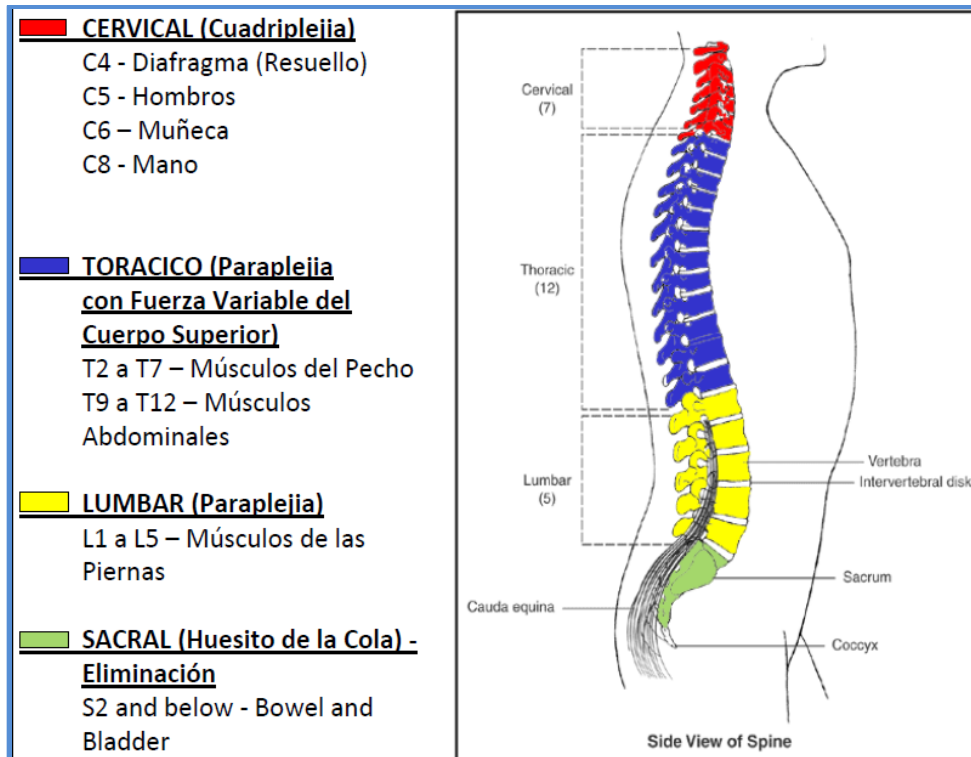 CERVICAL (Cuadriplejia)
C4 - Diafragma (Resuello)
C5 - Hombros
C6 – Muñeca
C8 - Mano
TORACICO (Paraplejia
con Fuerza Variable del
Cuerpo Superior)
T2 a T7 – Músculos del Pecho
T9 a T12 – Músculos
Abdominales
LUMBAR (Paraplejia)
L1 a L5 – Músculos de las
Piernas
SACRAL (Huesito de la Cola) -
Eliminación
S2 and below - Bowel and
Bladder
Cervical
(7)
Thoracic
(12)
Lumbar
(5)
Vertebra
Intervertebral disk
Sacrum
Cauda equina
Coccyx
Side View of Spine